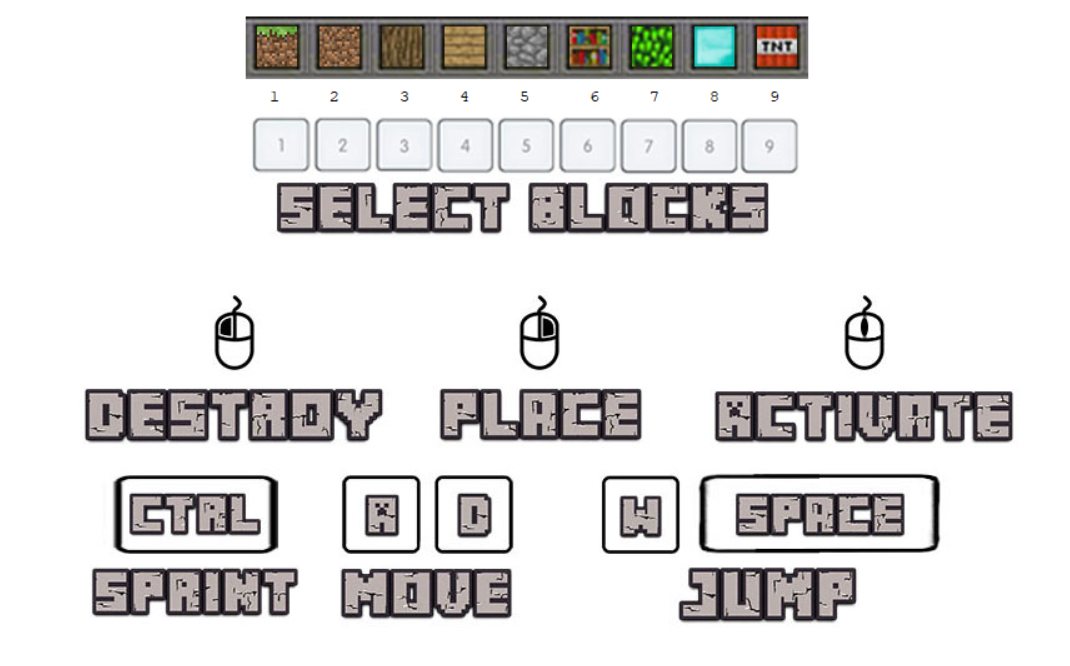 TNT
1 2 3 4 5 6 7 8 9
1 2 3 4 5 6 7 8 9
SELECT BLOCKS
DESTROY PLACE ACTIVATE
CTRL A D W SPACE
SPRINT MOVE JUMP